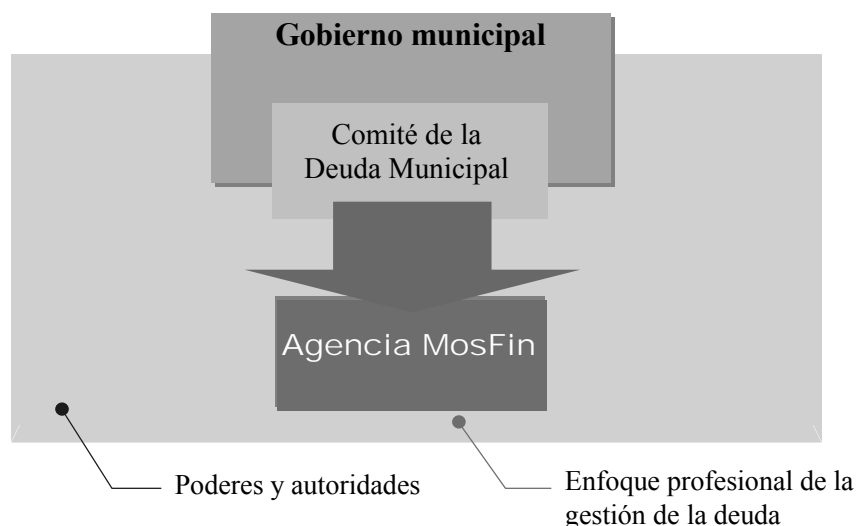 Gobierno municipal
Comité de la
Deuda Municipal
Agencia MosFin
Poderes y autoridades
Enfoque profesional de la
gestión de la deuda